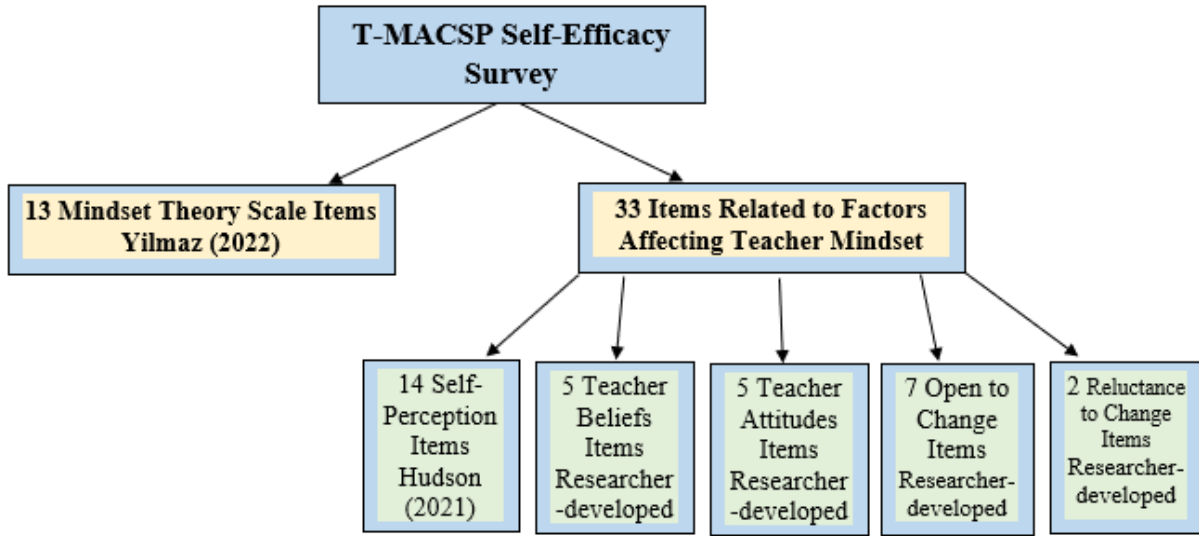 T-MACSP Self-Efficacy
Survey
13 Mindset Theory Scale Items
Yilmaz (2022)
33 Items Related to Factors
Affecting Teacher Mindset
14 Self-
Perception
Items
Hudson
(2021)
5 Teacher
Beliefs
Items
Researcher
-developed
5 Teacher
Attitudes
Items
Researcher
-developed
7 Open to
Change
Items
Researcher-
developed
2 Reluctance
to Change
Items
Researcher-
developed